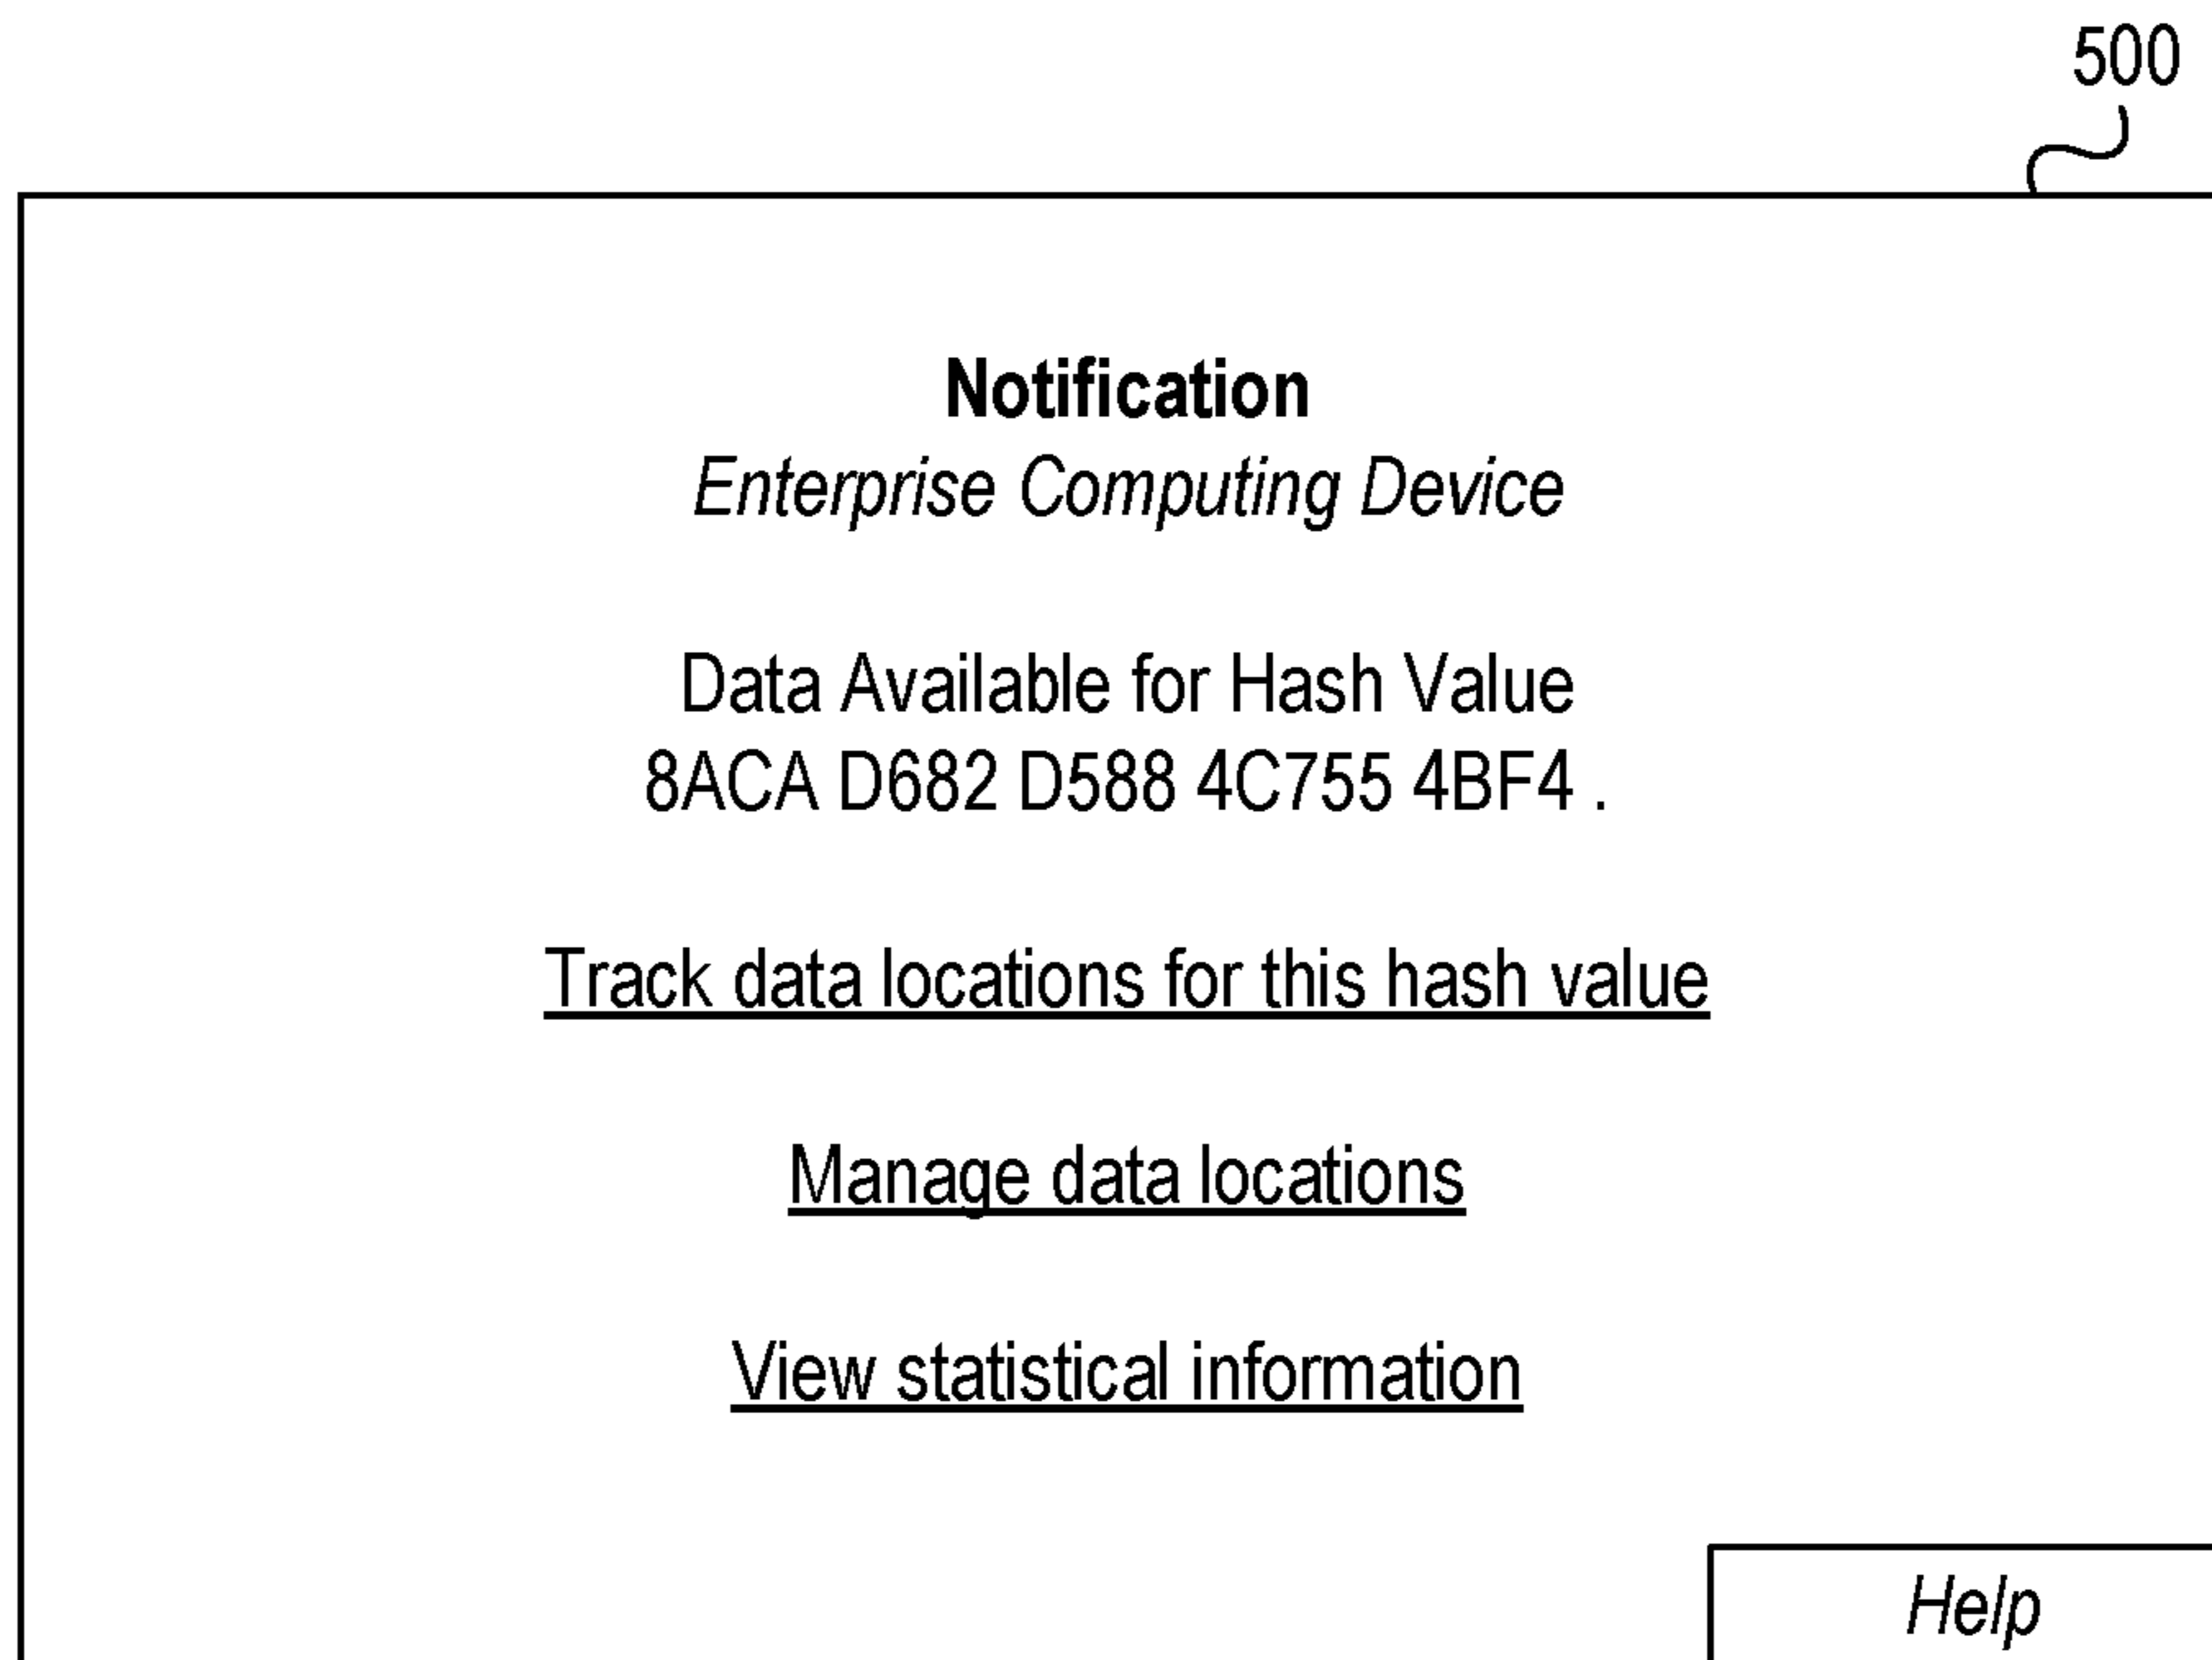 500
Notification
Enterprise Computing Device
Data Available for Hash Value
8ACA D682 D588 4C755 4BF4 .
Track data locations for this hash value
Manage data locations
View statistical information
Help